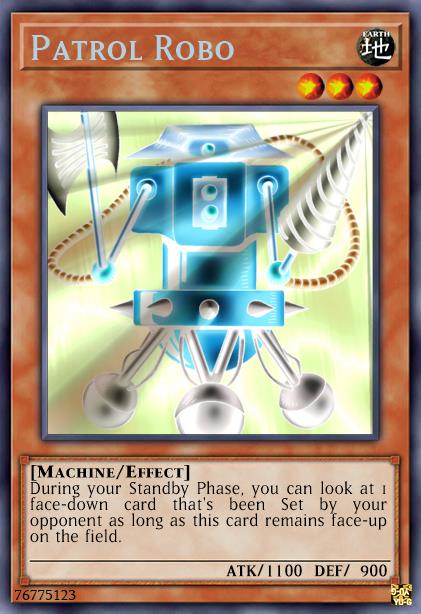 PATROL ROBO
EARTH
地
[MACHINE/EFFECT]
During your Standby Phase, you can look at 1
face-down card that's been Set by your
opponent as long as this card remains face-up
on the field.
ATK/1100 DEF/ 900
76775123